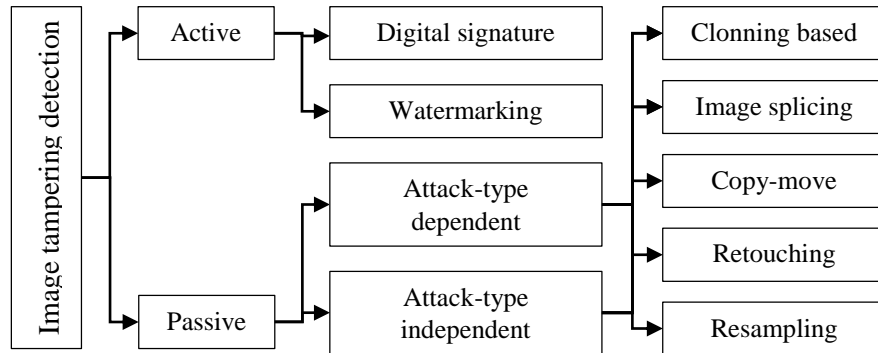 Image tampering detection
Active
Passive
Digital signature
Watermarking
Attack-type
dependent
Attack-type
independent
Clonning based
Image splicing
Copy-move
Retouching
Resampling